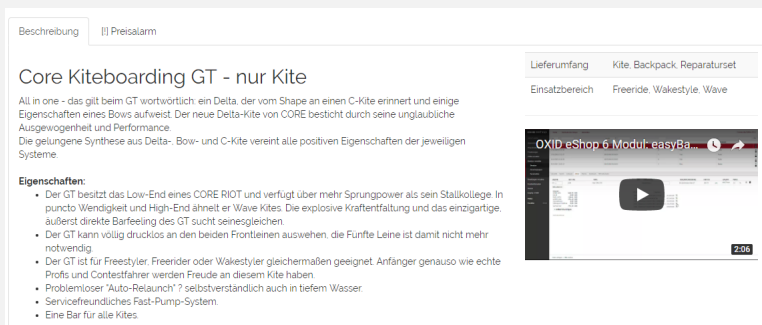 Beschreibung
[!] Preisalarm
Core Kiteboarding GT - nur Kite
All in one - das gilt beim GT wortwörtlich: ein Delta, der vom Shape an einen C-Kite erinnert und einige
Eigenschaften eines Bows aufweist. Der neue Delta-Kite von CORE besticht durch seine unglaubliche
Ausgewogenheit und Performance.
Die gelungene Synthese aus Delta-, Bow- und C-Kite vereint alle positiven Eigenschaften der jeweiligen
Systeme.
Eigenschaften:
• Der GT besitzt das Low-End eines CORE RIOT und verfügt über mehr Sprungpower als sein Stallkollege. In
puncto Wendigkeit und High-End ähnelt er Wave Kites. Die explosive Kraftentfaltung und das einzigartige,
äußerst direkte Barfeeling des GT sucht seinesgleichen.
• Der GT kann völlig drucklos an den beiden Frontleinen auswehen, die Fünfte Leine ist damit nicht mehr
notwendig.
• Der GT ist für Freestyler, Freerider oder Wakestyler gleichermaßen geeignet. Anfänger genauso wie echte
Profis und Contestfahrer werden Freude an diesem Kite haben.
• Problemloser "Auto-Relaunch" ? selbstverständlich auch in tiefem Wasser.
• Servicefreundliches Fast-Pump-System.
• Eine Bar für alle Kites.
Lieferumfang Kite, Backpack, Reparaturset
Einsatzbereich Freeride, Wakestyle, Wave
OXID eShop 6 Modul: easyBa...
2:06